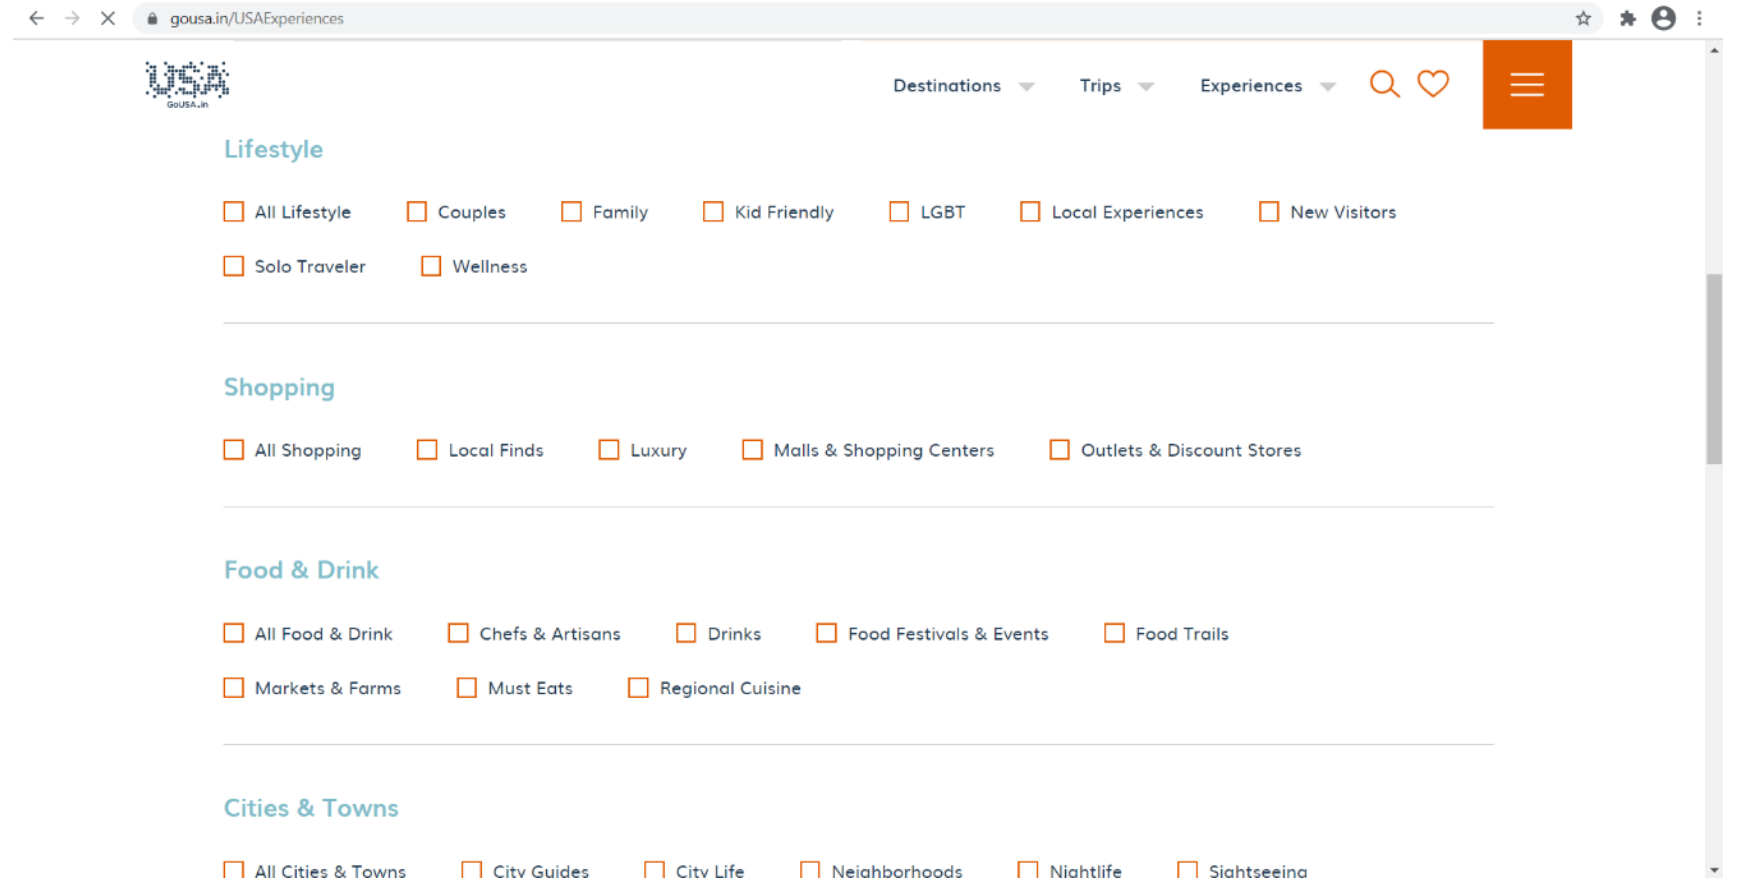 gousa.in/USAExperiences
USA
GoUSA.in
Destinations Trips Experiences
Lifestyle
All Lifestyle Couples Family Kid Friendly LGBT Local Experiences New Visitors
Solo Traveler Wellness
Shopping
All Shopping Local Finds Luxury Malls & Shopping Centers Outlets & Discount Stores
Food & Drink
All Food & Drink Chefs & Artisans Drinks Food Festivals & Events Food Trails
Markets & Farms Must Eats Regional Cuisine
Cities & Towns
All Cities & Towns City Guides City Life Neighborhoods Nightlife Sightseeing